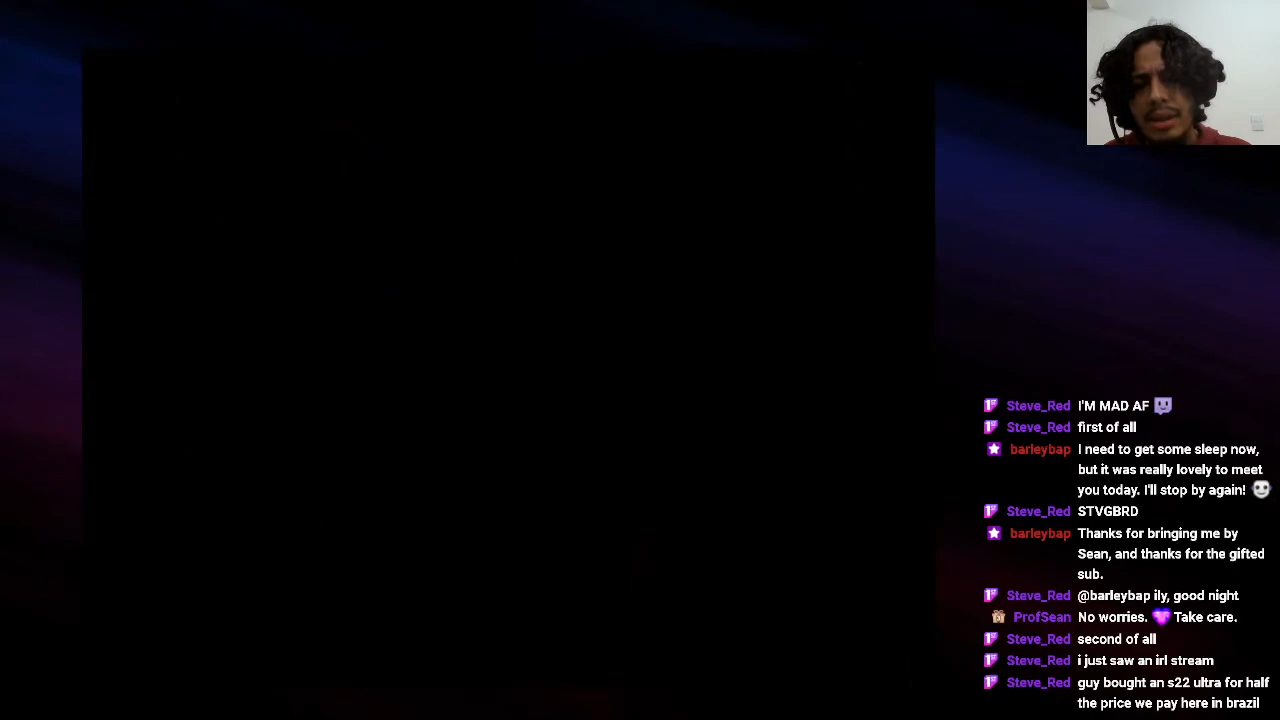 Steve_Red I'M MAD AF
Steve_Red first of all
barleybap I need to get some sleep now,
but it was really lovely to meet
you today. I'll stop by again!
Steve_Red STVGBRD
barleybap Thanks for bringing me by
Sean, and thanks for the gifted
sub.
Steve_Red @barleybap ily, good night
ProfSean No worries. Take care.
Steve_Red second of all
Steve_Red i just saw an irl stream
Steve_Red guy bought an s22 ultra for half
the price we pay here in brazil